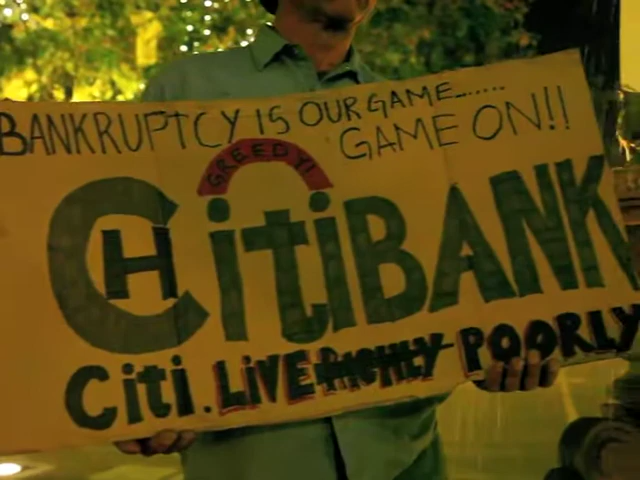 BANKRUPTCY IS OUR GAME.......
GAME ON!!
GREEDY!
CHitiBANK
Citi. LIVE RICHLY POORLY